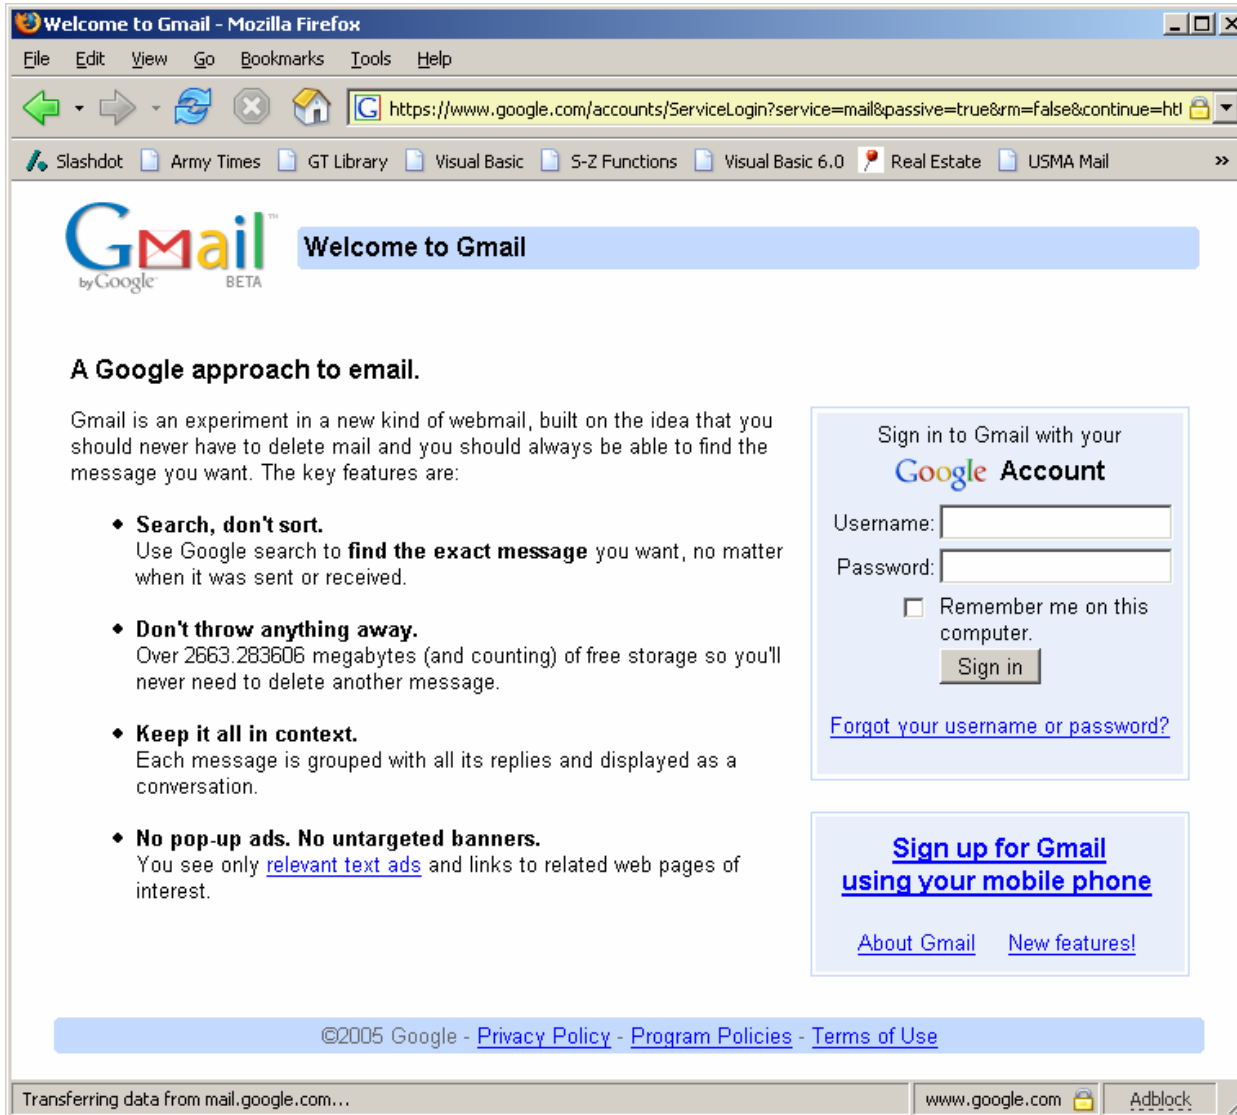 Welcome to Gmail - Mozilla Firefox
File Edit View Go Bookmarks Tools Help
https://www.google.com/accounts/ServiceLogin?service=mail&passive=true&rm=false&continue=htt
Slashdot Army Times GT Library Visual Basic S-Z Functions Visual Basic 6.0 Real Estate USMA Mail »
Gmail™
by Google™ BETA
Welcome to Gmail
A Google approach to email.
Gmail is an experiment in a new kind of webmail, built on the idea that you
should never have to delete mail and you should always be able to find the
message you want. The key features are:
Search, don't sort.
Use Google search to find the exact message you want, no matter
when it was sent or received.
Don't throw anything away.
Over 2663.283606 megabytes (and counting) of free storage so you'll
never need to delete another message.
Keep it all in context.
Each message is grouped with all its replies and displayed as a
conversation.
No pop-up ads. No untargeted banners.
You see only relevant text ads and links to related web pages of
interest.
Sign in to Gmail with your
Google Account
Username:
Password:
Remember me on this
computer.
Sign in
Forgot your username or password?
Sign up for Gmail
using your mobile phone
About Gmail New features!
©2005 Google - Privacy Policy - Program Policies - Terms of Use
Transferring data from mail.google.com... www.google.com Adblock